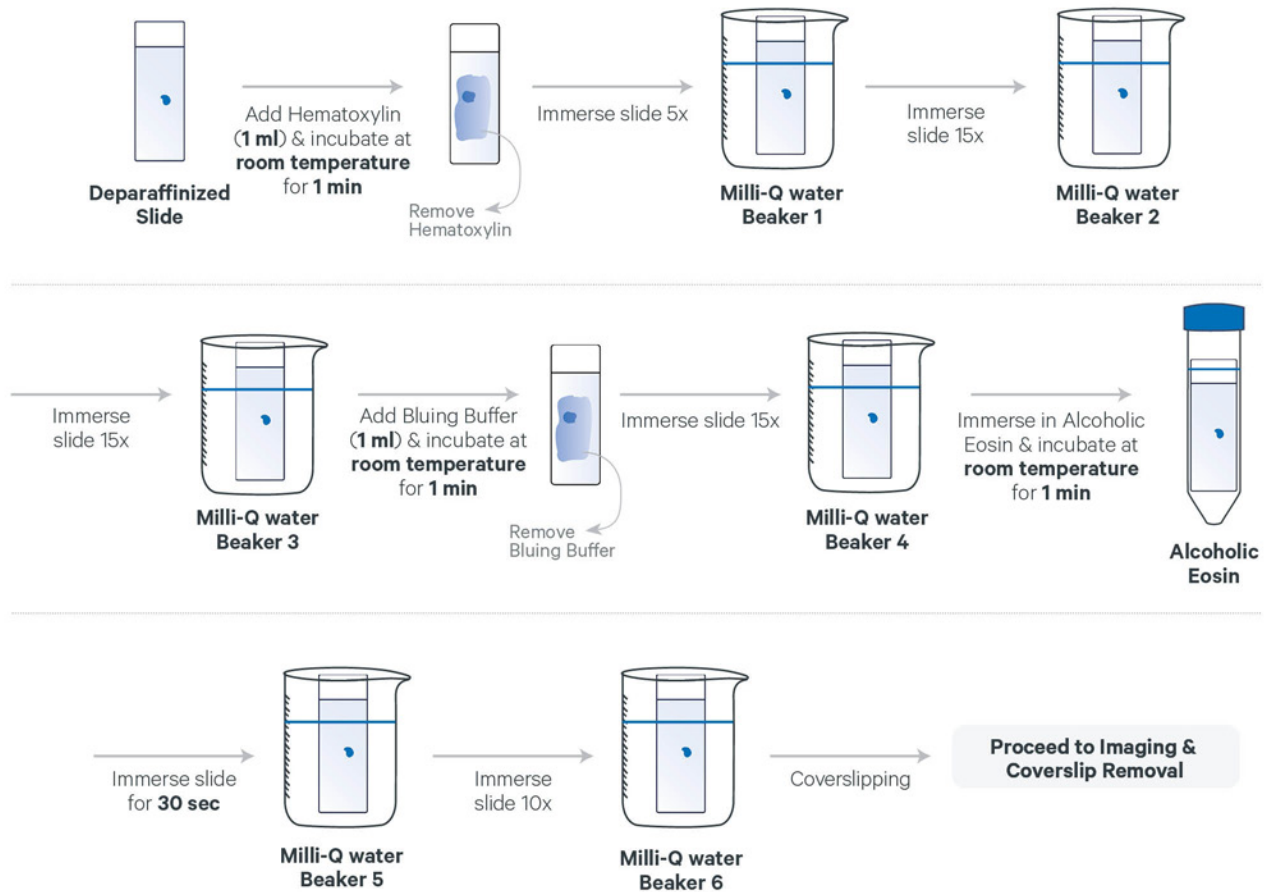 Deparaffinized
Slide
Add Hematoxylin
(1 ml) & incubate at
room temperature
for 1 min
Remove
Hematoxylin
Immerse slide 5x
Milli-Q water
Beaker 1
Immerse
slide 15x
Milli-Q water
Beaker 2
Immerse
slide 15x
Milli-Q water
Beaker 3
Add Bluing Buffer
(1 ml) & incubate at
room temperature
for 1 min
Remove
Bluing Buffer
Immerse slide 15x
Milli-Q water
Beaker 4
Immerse in Alcoholic
Eosin & incubate at
room temperature
for 1 min
Alcoholic
Eosin
Immerse slide
for 30 sec
Milli-Q water
Beaker 5
Immerse
slide 10x
Milli-Q water
Beaker 6
Coverslipping
Proceed to Imaging &
Coverslip Removal